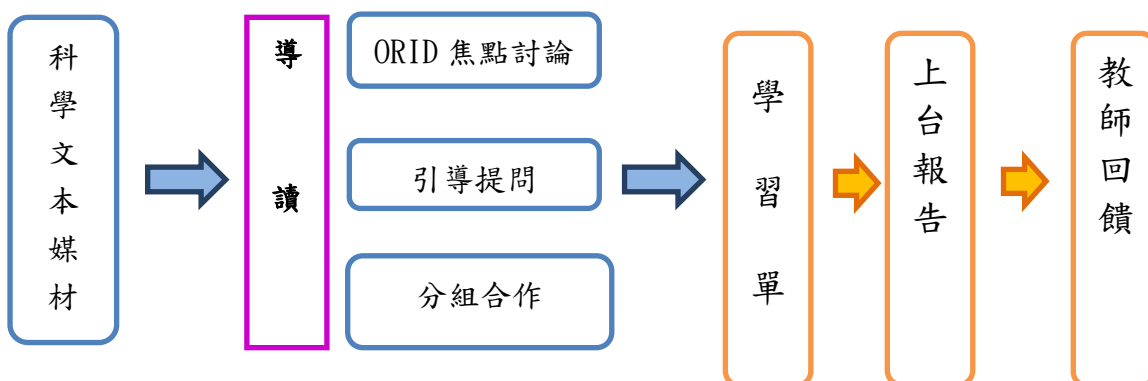 科學文本媒材
導讀
ORID 焦點討論
引導提問
分組合作
學習單
上台報告
教師回饋